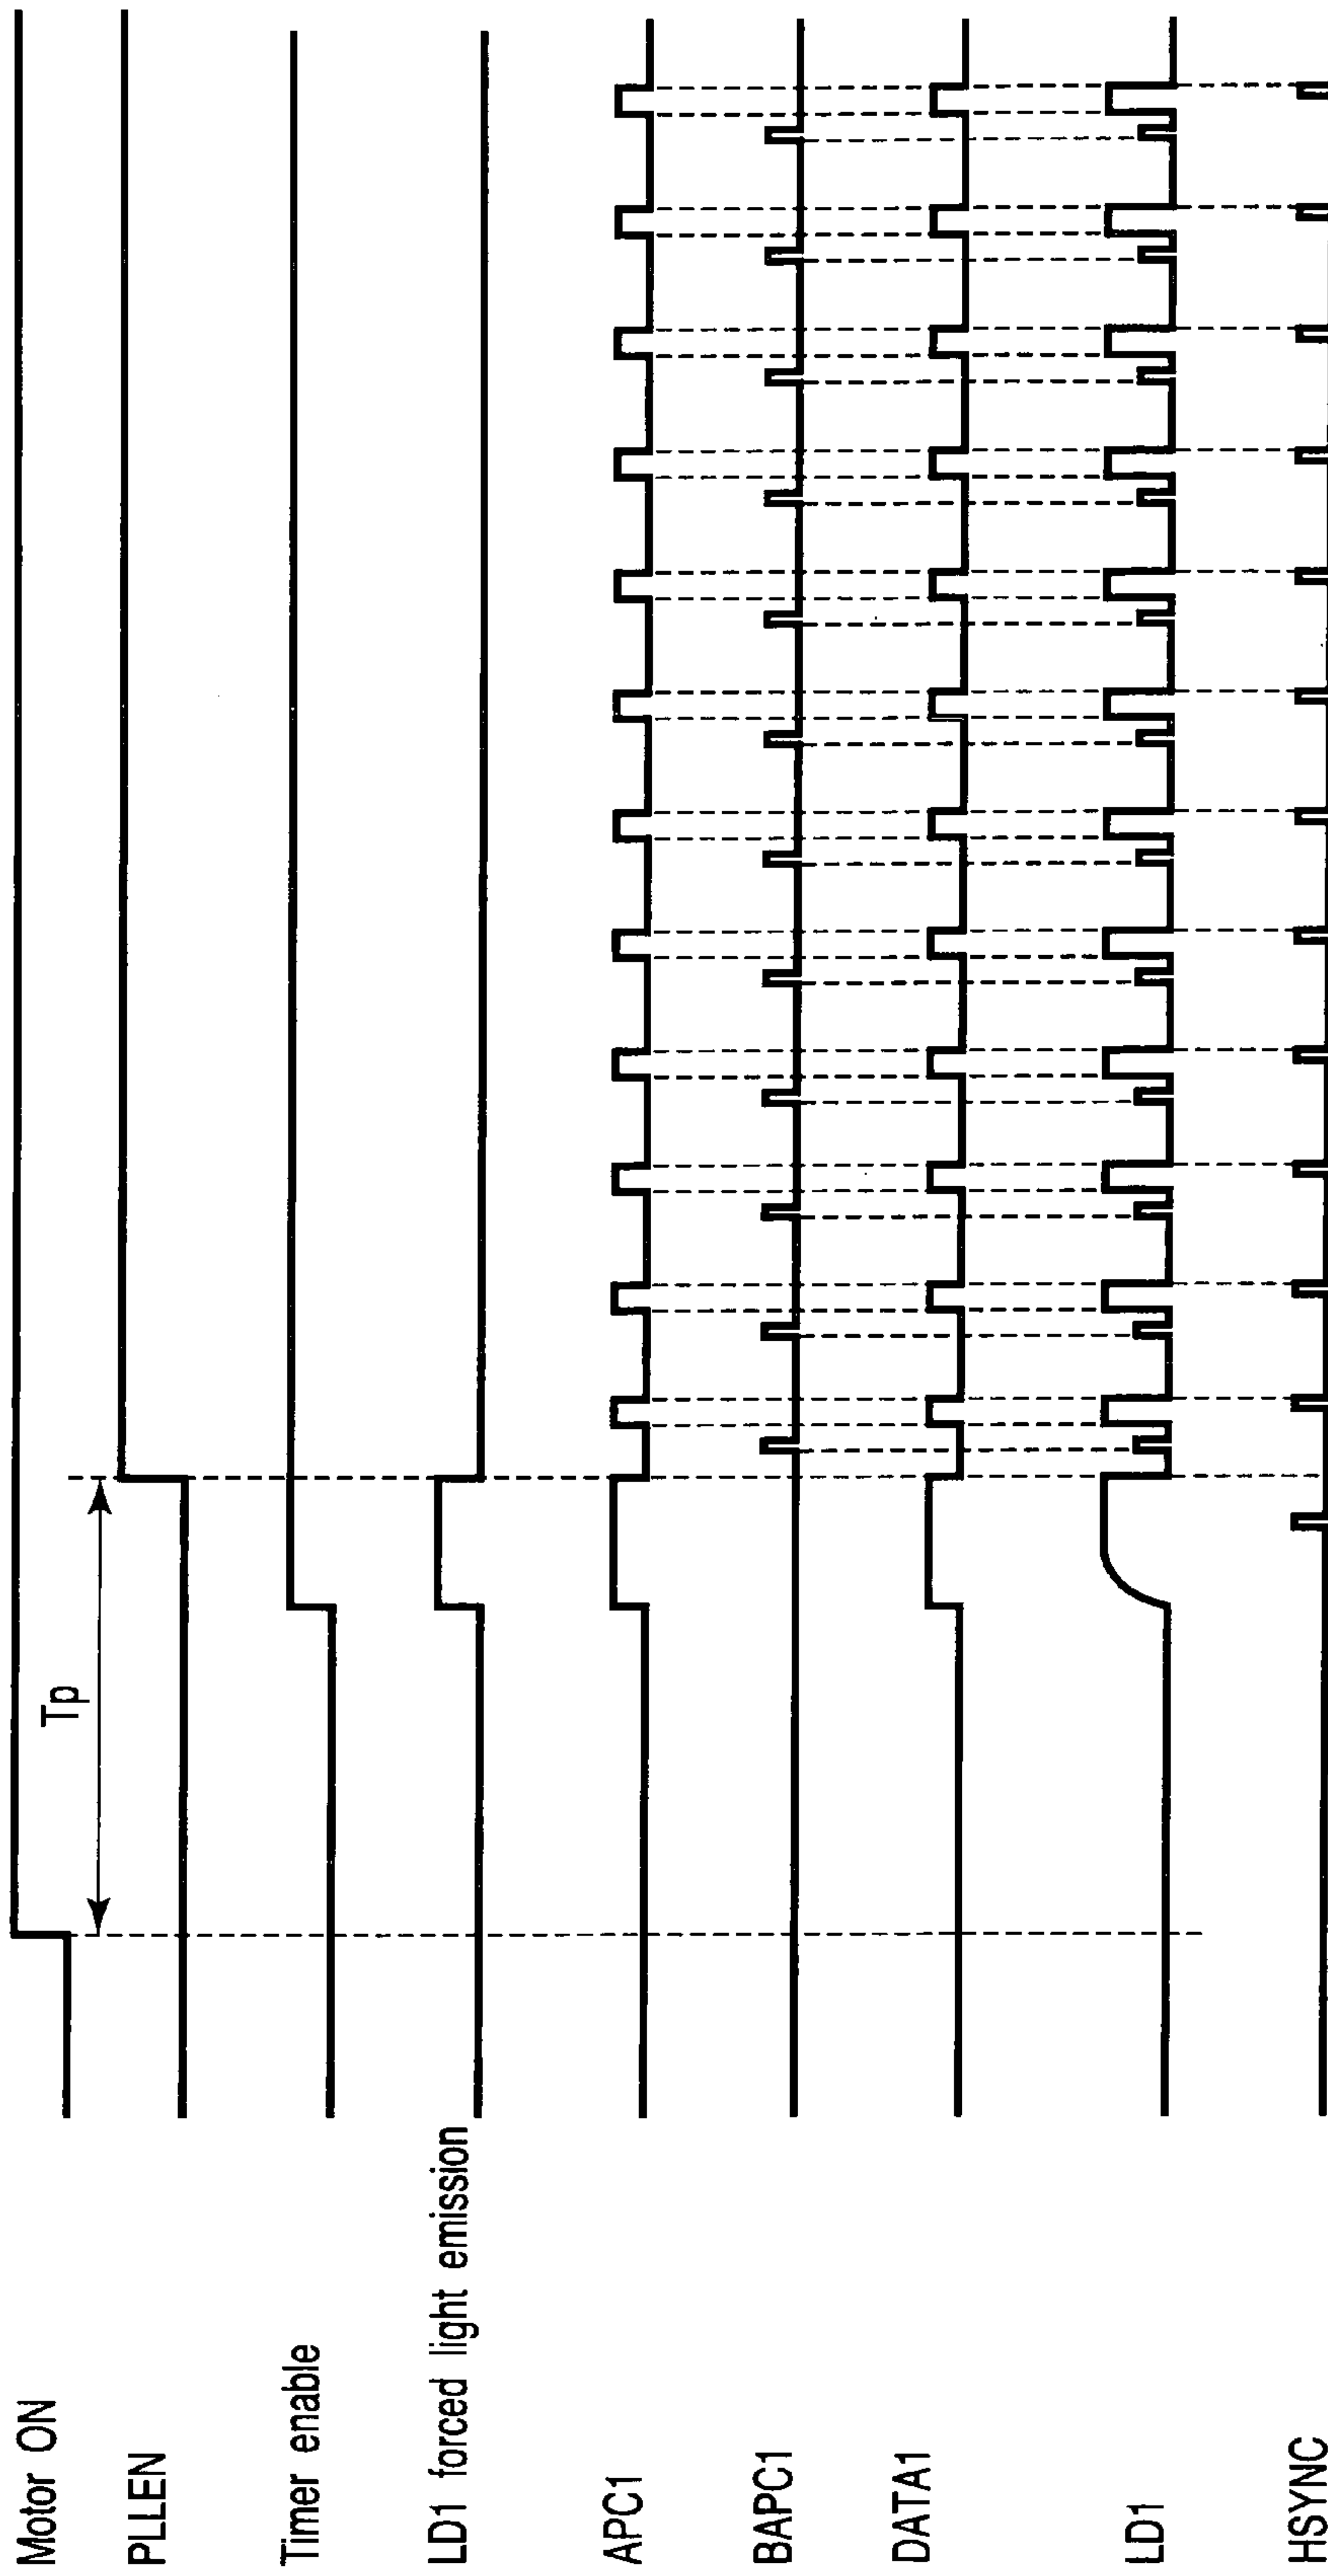 Motor ON
Tp
PLLEN
Timer enable
LD1 forced light emission
APC1
BAPC1
DATA1
LD1
HSYNC